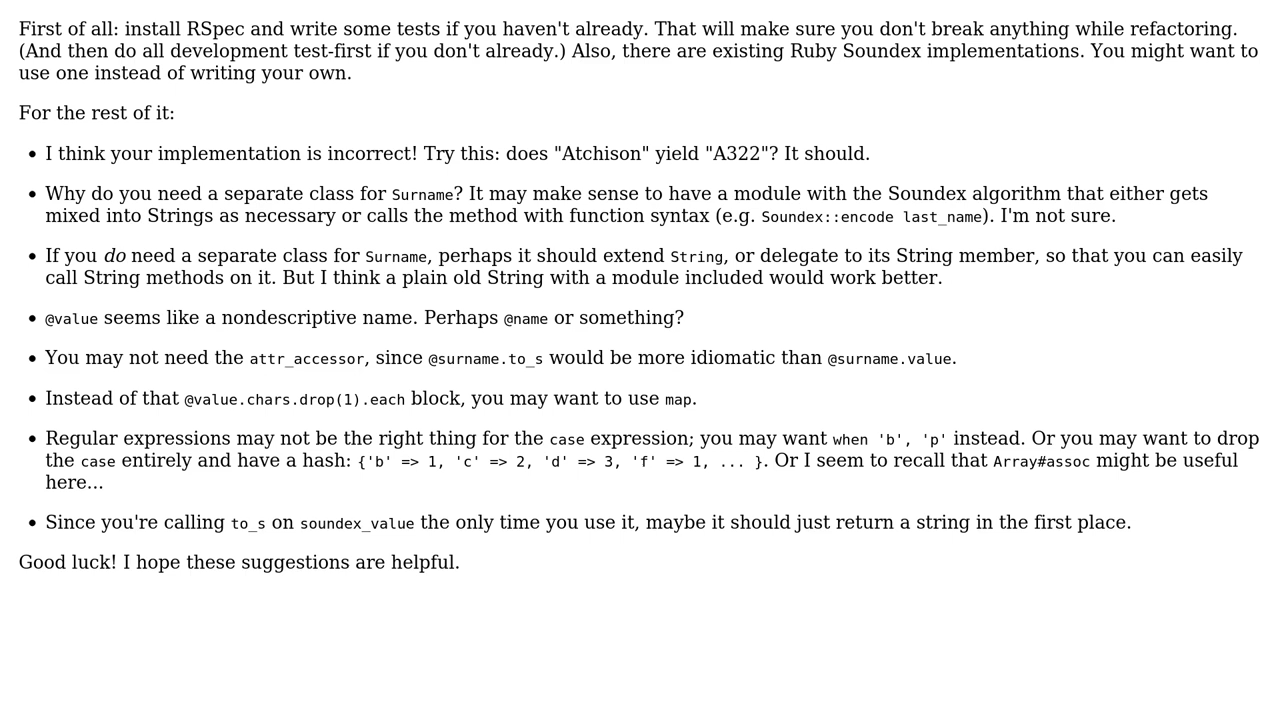 First of all: install RSpec and write some tests if you haven't already. That will make sure you don't break anything while refactoring.
(And then do all development test-first if you don't already.) Also, there are existing Ruby Soundex implementations. You might want to
use one instead of writing your own.
For the rest of it:
• I think your implementation is incorrect! Try this: does "Atchison" yield "A322"? It should.
• Why do you need a separate class for Surname? It may make sense to have a module with the Soundex algorithm that either gets
mixed into Strings as necessary or calls the method with function syntax (e.g. Soundex::encode last_name). I'm not sure.
• If you do need a separate class for Surname, perhaps it should extend String, or delegate to its String member, so that you can easily
call String methods on it. But I think a plain old String with a module included would work better.
• @value seems like a nondescriptive name. Perhaps @name or something?
• You may not need the attr_accessor, since @surname.to_s would be more idiomatic than @surname.value.
• Instead of that @value.chars.drop(1).each block, you may want to use map.
• Regular expressions may not be the right thing for the case expression; you may want when 'b', 'p' instead. Or you may want to drop
the case entirely and have a hash: {'b' => 1, 'c' => 2, 'd' => 3, 'f' => 1, ... }. Or I seem to recall that Array#assoc might be useful
here...
• Since you're calling to_s on soundex_value the only time you use it, maybe it should just return a string in the first place.
Good luck! I hope these suggestions are helpful.